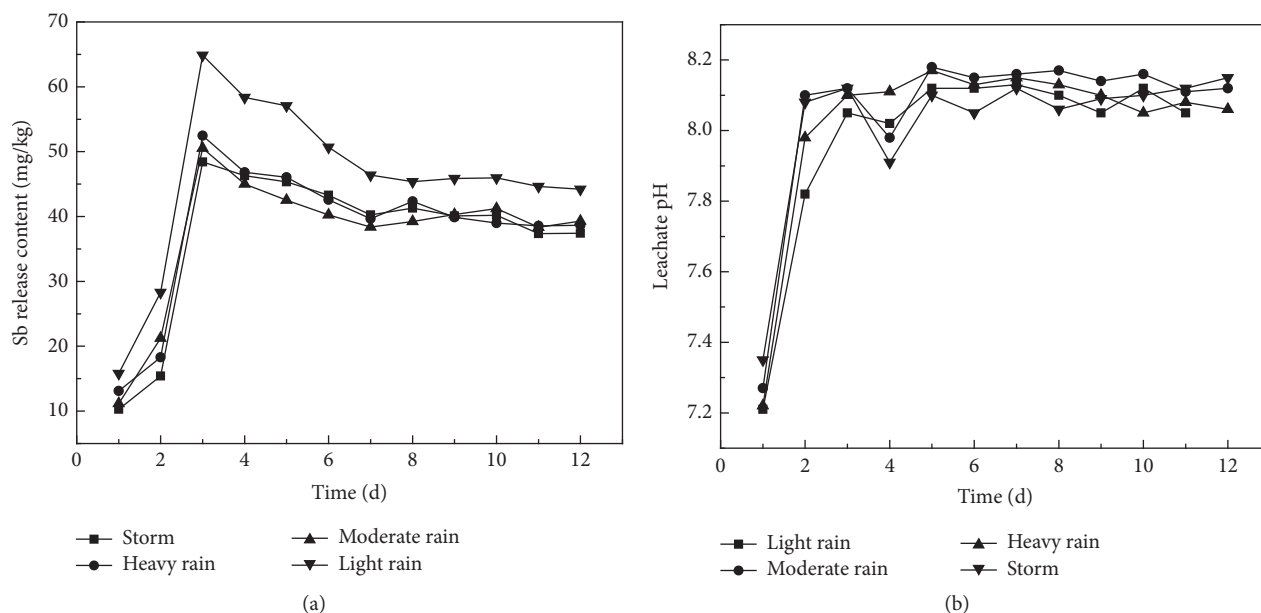 70
60
50
40
30
20
10
Sb release content (mg/kg)
0 2 4 6 8 10 12
Time (d)
Storm
Heavy rain
Moderate rain
Light rain
(a)
8.2
8.0
7.8
7.6
7.4
7.2
Leachate pH
0 2 4 6 8 10 12
Time (d)
Light rain
Moderate rain
Heavy rain
Storm
(b)